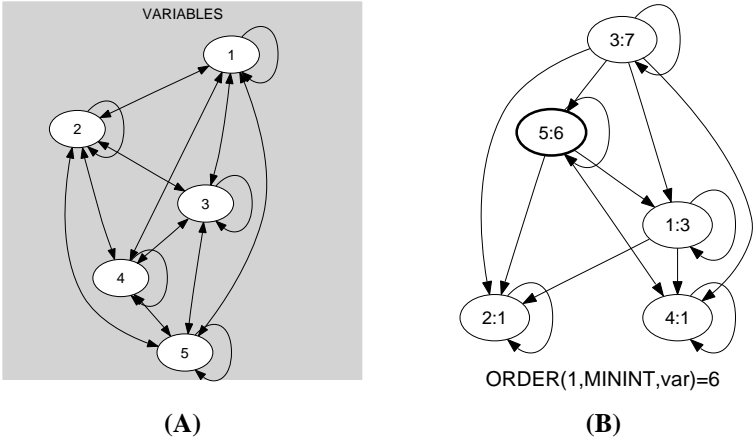 VARIABLES
1
2
3
4
5
3:7
5:6
1:3
2:1
4:1
ORDER(1,MININT,var)=6
(A)
(B)